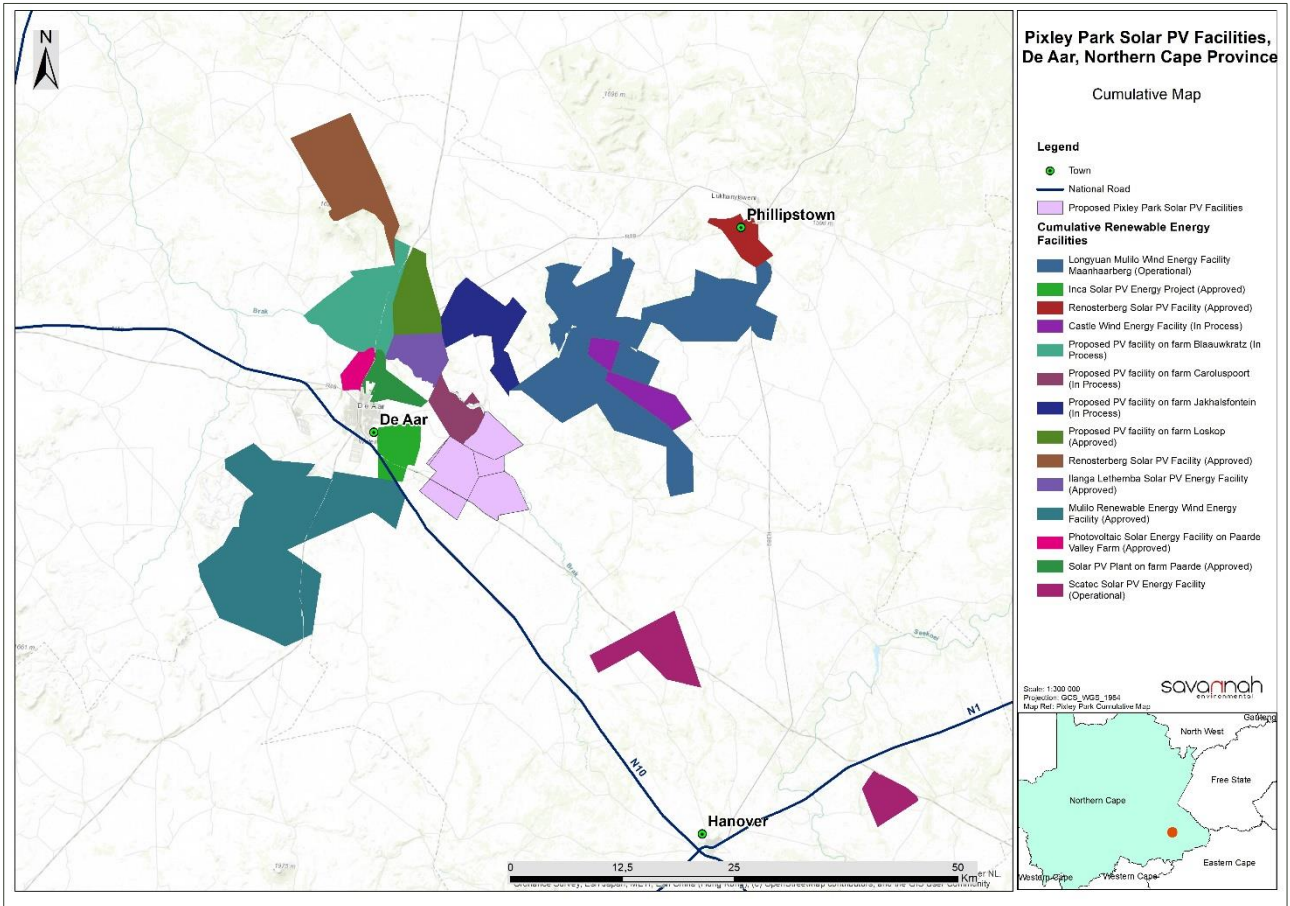 Pixley Park Solar PV Facilities,
De Aar, Northern Cape Province
Cumulative Map
Legend
Town
National Road
Proposed Pixley Park Solar PV Facilities
Cumulative Renewable Energy
Facilities
Longyuan Mulilo Wind Energy Facility
Maanhaarberg (Operational)
Inca Solar PV Energy Project (Approved)
Renosterberg Solar PV Facility (Approved)
Castle Wind Energy Facility (In Process)
Proposed PV facility on farm Blaauwkratz (In
Process)
Proposed PV facility on farm Caroluspoort
(In Process)
Proposed PV facility on farm Jakhalsfontein
(In Process)
Proposed PV facility on farm Loskop
(Approved)
Renosterberg Solar PV Facility (Approved)
Ilanga Lethemba Solar PV Energy Facility
(Approved)
Mulilo Renewable Energy Wind Energy
Facility (Approved)
Photovoltaic Solar Energy Facility on Paarde
Valley Farm (Approved)
Solar PV Plant on farm Paarde (Approved)
Scatec Solar PV Energy Facility
(Operational)
Scale: 1:300 000
Projection: GCS_WGS_1984
Map Ref: Pixley Park Cumulative Map
savannah
environmental
Gauteng
North West
Free State
Northern Cape
Eastern Cape
Western Cape
Western Cape
N
Phillipstown
Brak
De Aar
De Aar
Brak
Seekoei
N1
N10
Hanover
0
12,5
25
50
Km